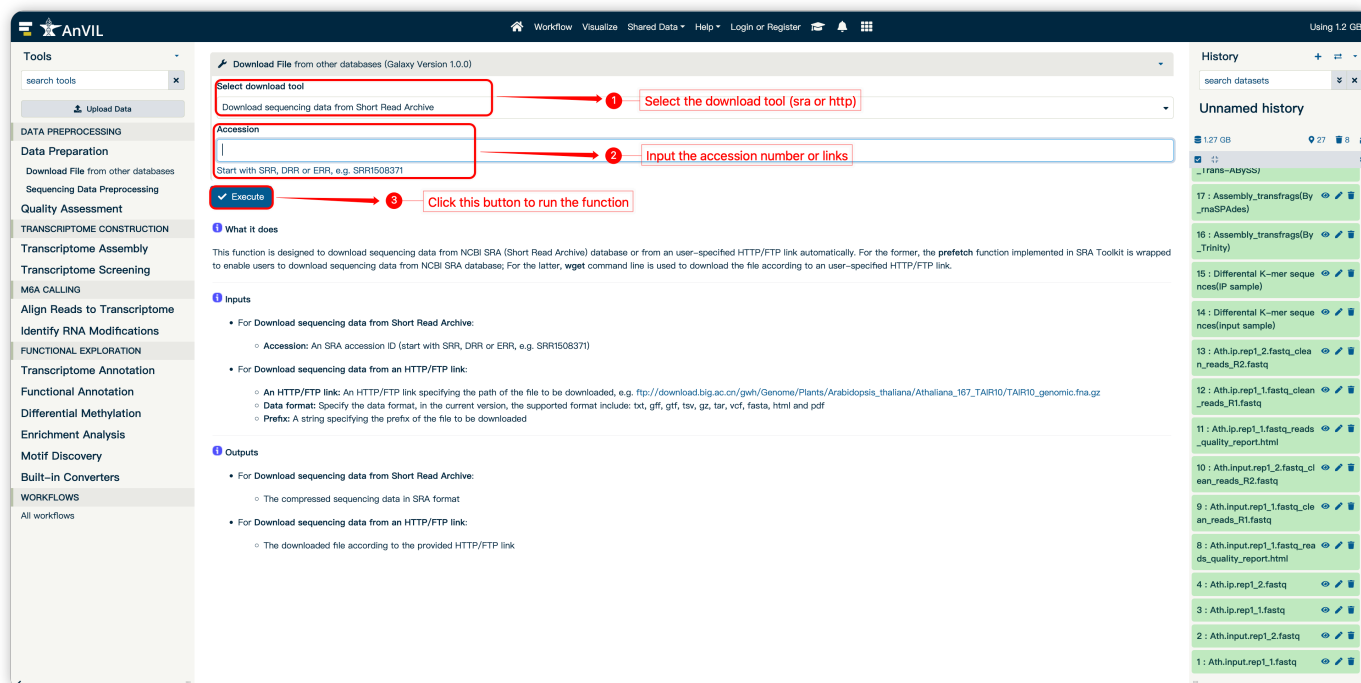 AnVIL
Workflow Visualize Shared Data Help Login or Register
Using 1.2 GB
Tools
search tools
Upload Data
DATA PREPROCESSING
Data Preparation
Download File from other databases
Sequencing Data Preprocessing
Quality Assessment
TRANSCRIPTOME CONSTRUCTION
Transcriptome Assembly
Transcriptome Screening
M6A CALLING
Align Reads to Transcriptome
Identify RNA Modifications
FUNCTIONAL EXPLORATION
Transcriptome Annotation
Functional Annotation
Differential Methylation
Enrichment Analysis
Motif Discovery
Built-in Converters
WORKFLOWS
All workflows
Download File from other databases (Galaxy Version 1.0.0)
Select download tool
Download sequencing data from Short Read Archive
1 Select the download tool (sra or http)
Accession
2 Input the accession number or links
Start with SRR, DRR or ERR, e.g. SRR1508371
Execute
3 Click this button to run the function
What it does
This function is designed to download sequencing data from NCBI SRA (Short Read Archive) database or from an user-specified HTTP/FTP link automatically. For the former, the prefetch function implemented in SRA Toolkit is wrapped
to enable users to download sequencing data from NCBI SRA database; For the latter, wget command line is used to download the file according to an user-specified HTTP/FTP link.
Inputs
• For Download sequencing data from Short Read Archive:
○ Accession: An SRA accession ID (start with SRR, DRR or ERR, e.g. SRR1508371)
• For Download sequencing data from an HTTP/FTP link:
○ An HTTP/FTP link: An HTTP/FTP link specifying the path of the file to be downloaded, e.g. ftp://download.big.ac.cn/gwh/Genome/Plants/Arabidopsis_thaliana/Athaliana_167_TAIR10/TAIR10_genomic.fna.gz
○ Data format: Specify the data format, in the current version, the supported format include: txt, gff, gtf, tsv, gz, tar, vcf, fasta, html and pdf
○ Prefix: A string specifying the prefix of the file to be downloaded
Outputs
• For Download sequencing data from Short Read Archive:
○ The compressed sequencing data in SRA format
• For Download sequencing data from an HTTP/FTP link:
○ The downloaded file according to the provided HTTP/FTP link
History
search datasets
Unnamed history
1.27 GB 27 8
_Trans-ABySS)
17 : Assembly_transfrags(By
_rnaSPAdes)
16 : Assembly_transfrags(By
_Trinity)
15 : Differental K-mer seque
nces(IP sample)
14 : Differental K-mer seque
nces(input sample)
13 : Ath.ip.rep1_2.fastq_clea
n_reads_R2.fastq
12 : Ath.ip.rep1_1.fastq_clean
_reads_R1.fastq
11 : Ath.ip.rep1_1.fastq_reads
_quality_report.html
10 : Ath.input.rep1_2.fastq_cl
ean_reads_R2.fastq
9 : Ath.input.rep1_1.fastq_cle
an_reads_R1.fastq
8 : Ath.input.rep1_1.fastq_rea
ds_quality_report.html
4 : Ath.ip.rep1_2.fastq
3 : Ath.ip.rep1_1.fastq
2 : Ath.input.rep1_2.fastq
1 : Ath.input.rep1_1.fastq